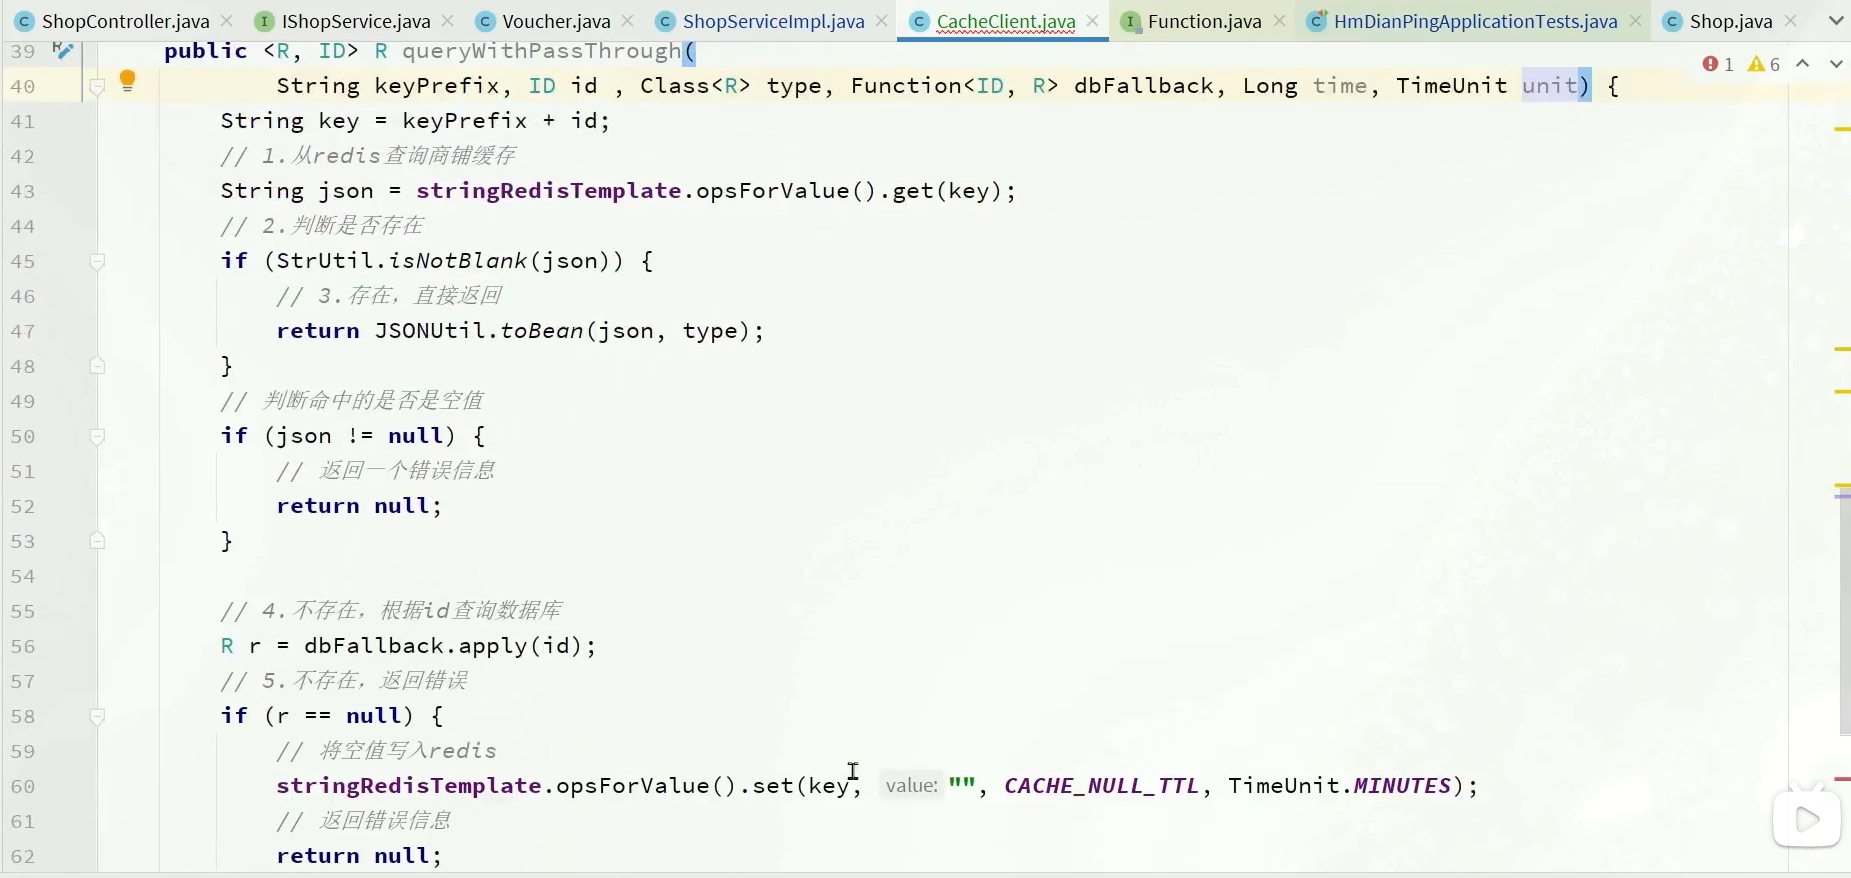 ShopController.java IShopService.java Voucher.java ShopServiceImpl.java CacheClient.java Function.java HmDianPingApplicationTests.java Shop.java
39 public <R, ID> R queryWithPassThrough(
1 6
40 String keyPrefix, ID id , Class<R> type, Function<ID, R> dbFallback, Long time, TimeUnit unit) {
41 String key = keyPrefix + id;
42 // 1.从redis查询商铺缓存
43 String json = stringRedisTemplate.opsForValue().get(key);
44 // 2.判断是否存在
45 if (StrUtil.isNotBlank(json)) {
46 // 3.存在，直接返回
47 return JSONUtil.toBean(json, type);
48 }
49 // 判断命中的是否是空值
50 if (json != null) {
51 // 返回一个错误信息
52 return null;
53 }
54
55 // 4.不存在，根据id查询数据库
56 R r = dbFallback.apply(id);
57 // 5.不存在，返回错误
58 if (r == null) {
59 // 将空值写入redis
60 stringRedisTemplate.opsForValue().set(key, value: "", CACHE_NULL_TTL, TimeUnit.MINUTES);
61 // 返回错误信息
62 return null;